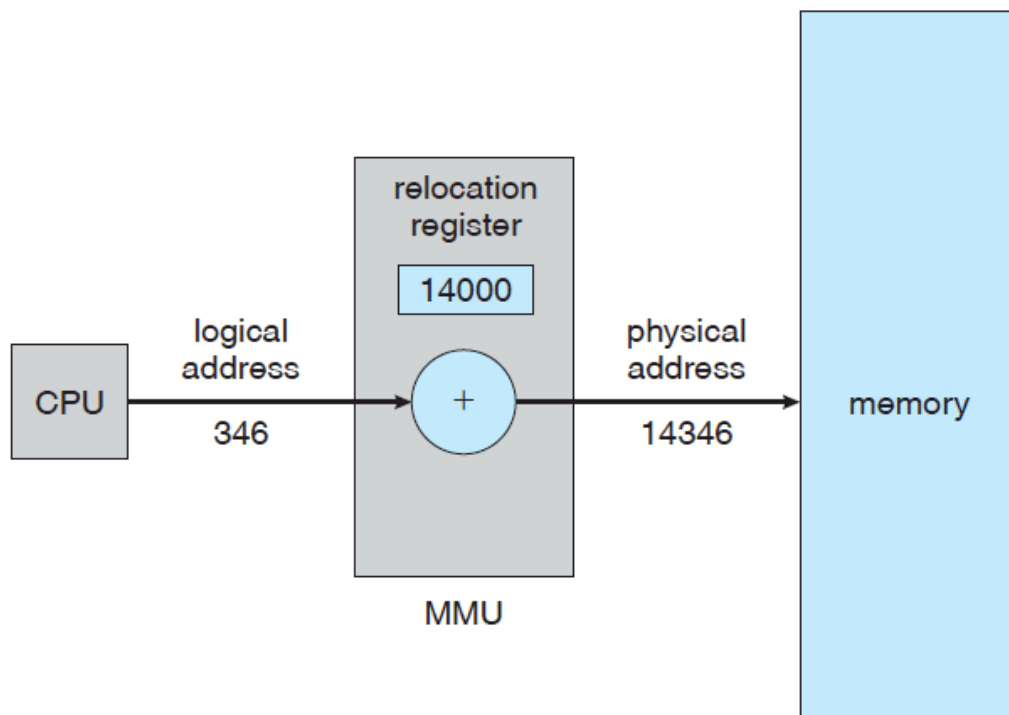 relocation
register
14000
logical
address
physical
address
CPU
+
memory
346
14346
MMU